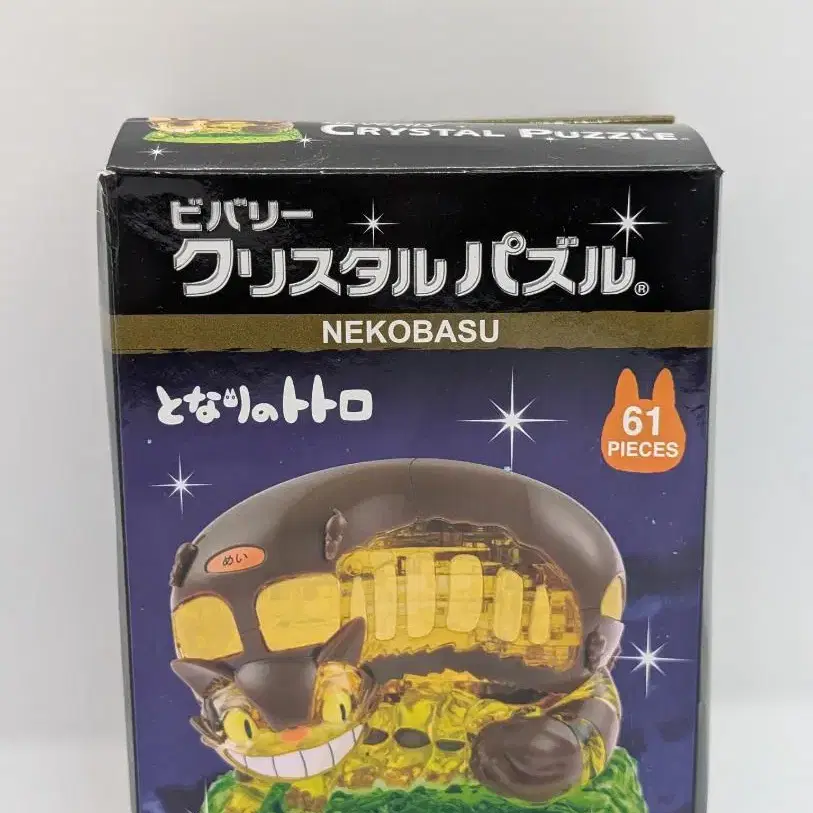 CRYSTAL PUZZLE
ビバリー
クリスタルパズル®
NEKOBASU
となりのトトロ
61
PIECES
めい